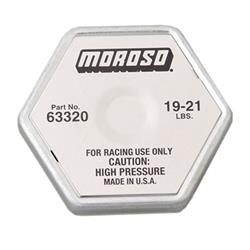 MOROSO
Part No.
63320
19-21
LBS.
FOR RACING USE ONLY
CAUTION:
HIGH PRESSURE
MADE IN U.S.A.